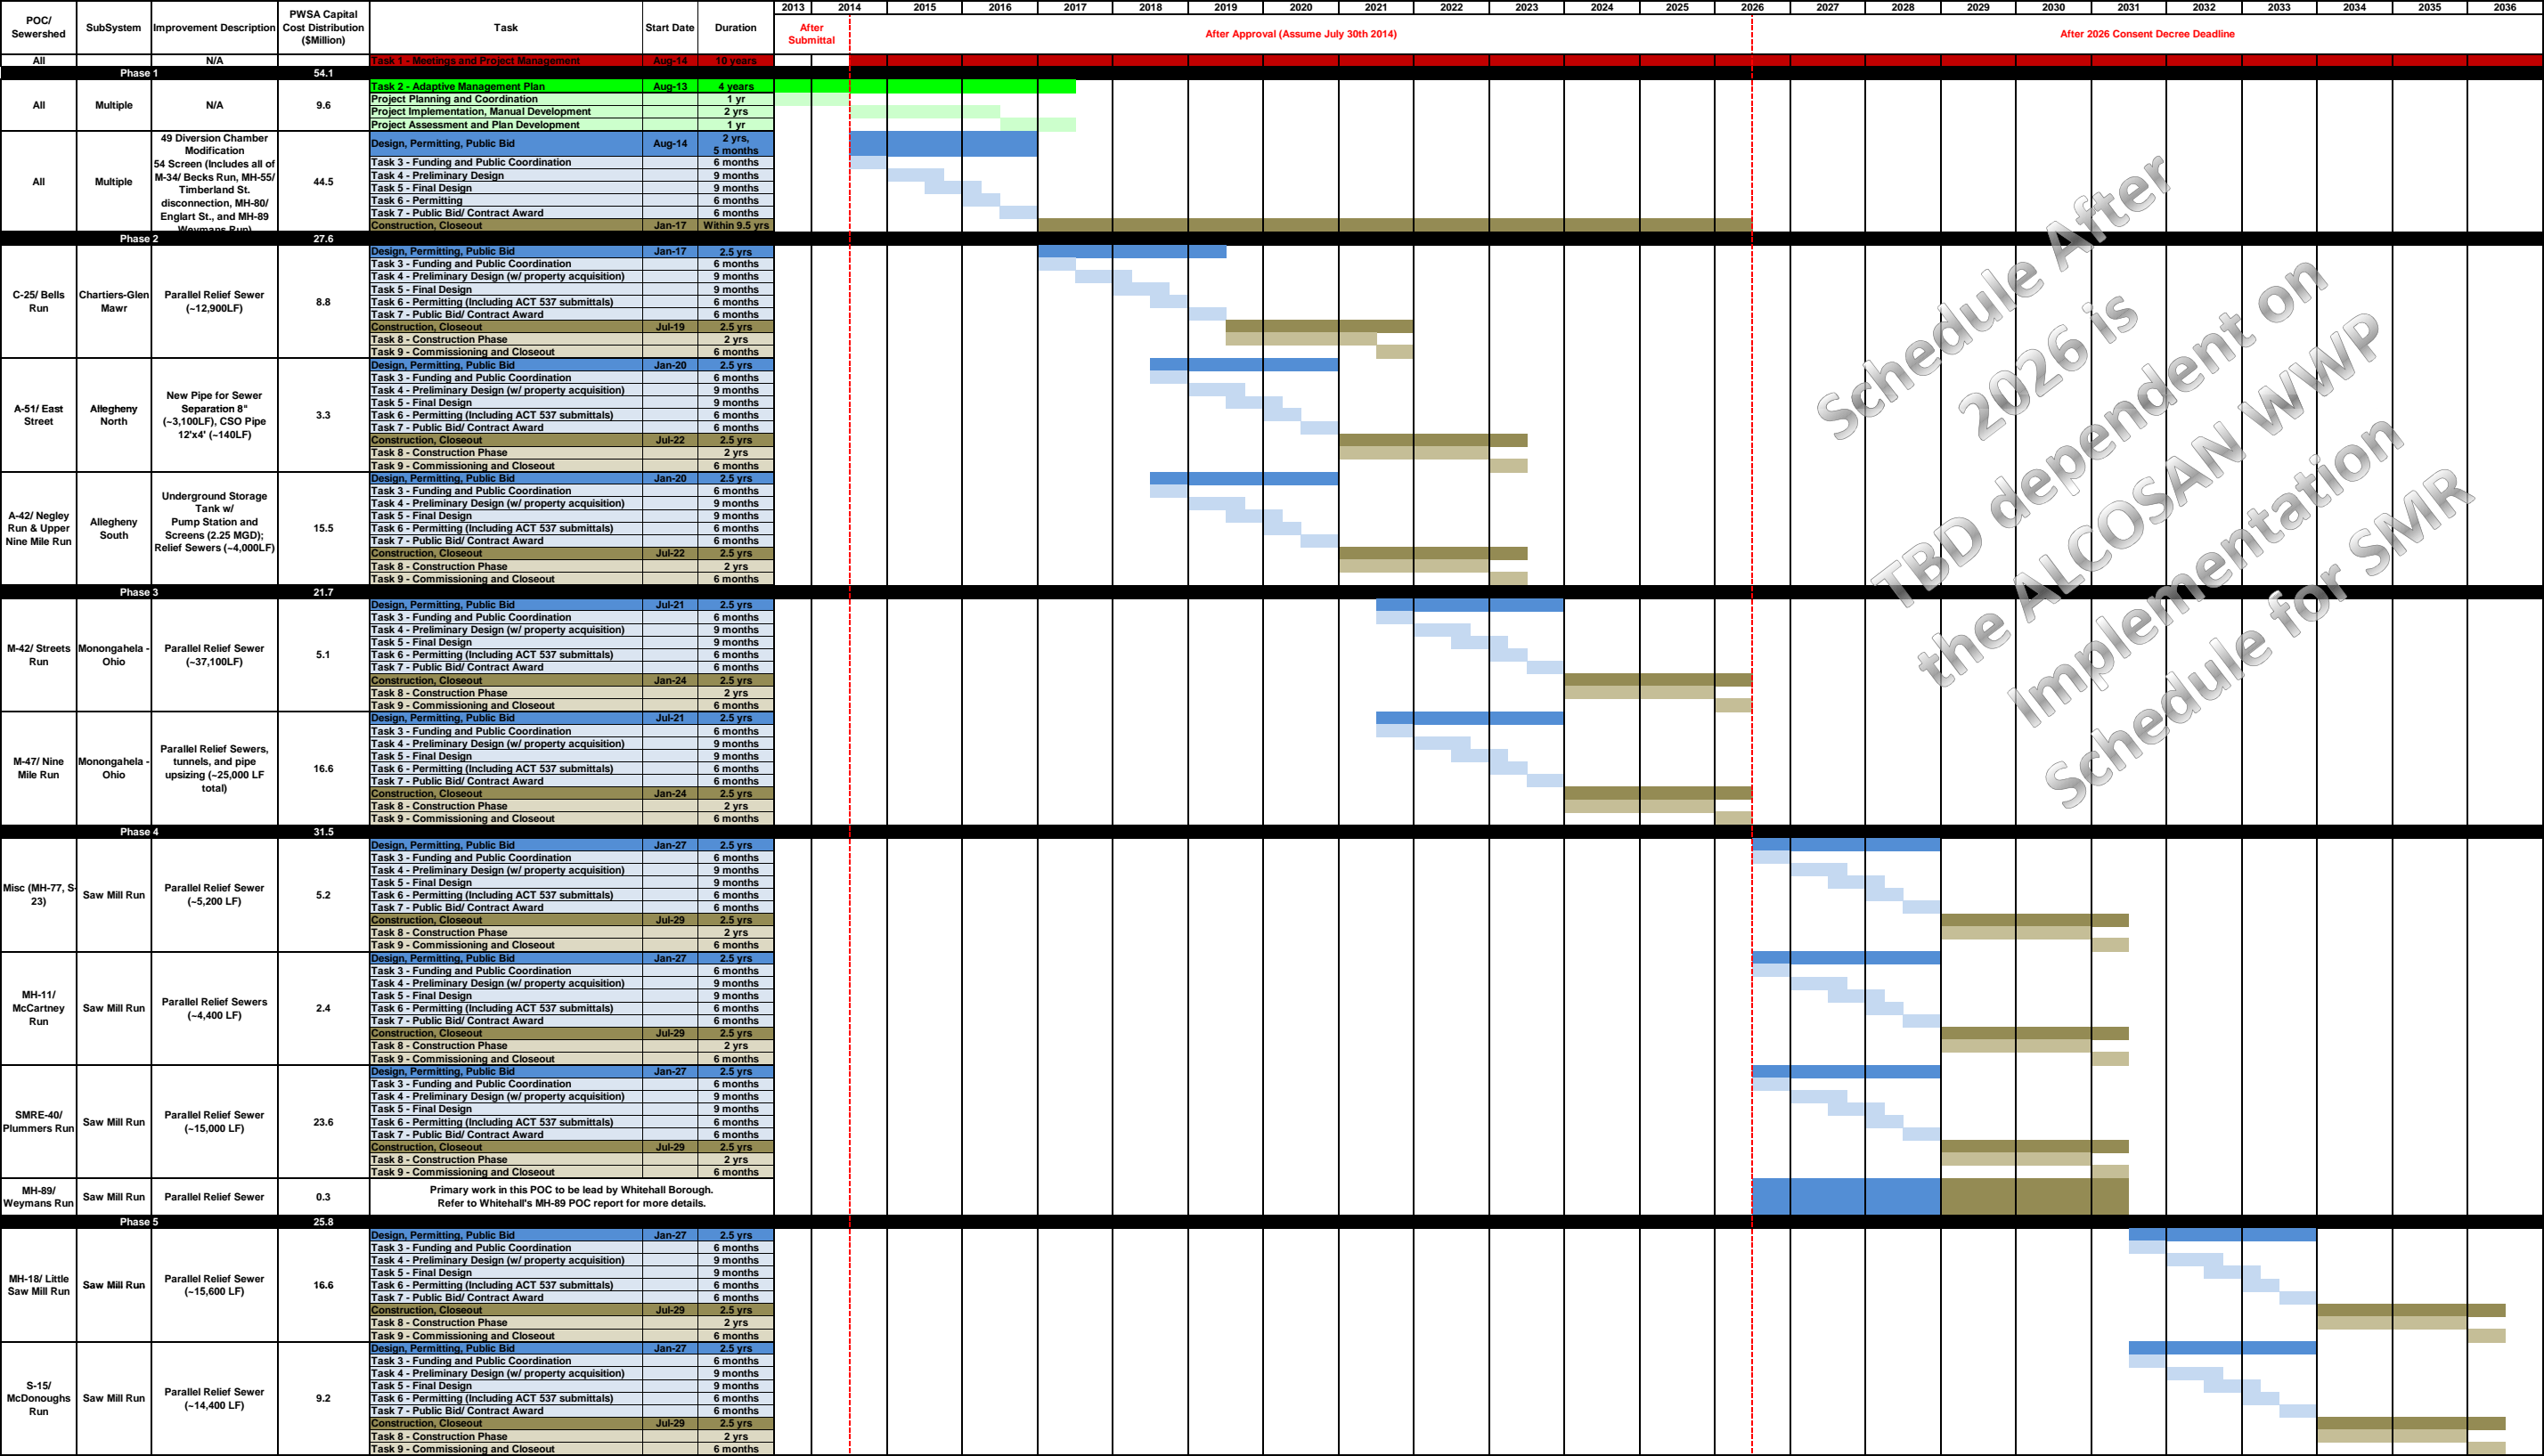 POC/ Sewershed SubSystem Improvement Description PWSA Capital Cost Distribution ($Million) Task Start Date Duration 2013 2014 2015 2016 2017 2018 2019 2020 2021 2022 2023 2024 2025 2026 2027 2028 2029 2030 2031 2032 2033 2034 2035 2036
After Submittal After Approval (Assume July 30th 2014) After 2026 Consent Decree Deadline
All N/A Task 1 - Meetings and Project Management Aug-14 10 years
Phase 1 54.1
All Multiple N/A 9.6
Task 2 - Adaptive Management Plan Aug-13 4 years
Project Planning and Coordination 1 yr
Project Implementation, Manual Development 2 yrs
Project Assessment and Plan Development 1 yr
All Multiple 49 Diversion Chamber Modification 54 Screen (Includes all of M-34/ Becks Run, MH-55/ Timberland St. disconnection, MH-80/ Englart St., and MH-89 Weymans Run) 44.5
Design, Permitting, Public Bid Aug-14 2 yrs, 5 months
Task 3 - Funding and Public Coordination 6 months
Task 4 - Preliminary Design 9 months
Task 5 - Final Design 9 months
Task 6 - Permitting 6 months
Task 7 - Public Bid/ Contract Award 6 months
Construction, Closeout Jan-17 Within 9.5 yrs
Phase 2 27.6
C-25/ Bells Run Chartiers-Glen Mawr Parallel Relief Sewer (~12,900LF) 8.8
Design, Permitting, Public Bid Jan-17 2.5 yrs
Task 3 - Funding and Public Coordination 6 months
Task 4 - Preliminary Design (w/ property acquisition) 9 months
Task 5 - Final Design 9 months
Task 6 - Permitting (Including ACT 537 submittals) 6 months
Task 7 - Public Bid/ Contract Award 6 months
Construction, Closeout Jul-19 2.5 yrs
Task 8 - Construction Phase 2 yrs
Task 9 - Commissioning and Closeout 6 months
A-51/ East Street Allegheny North New Pipe for Sewer Separation 8" (~3,100LF), CSO Pipe 12'x4' (~140LF) 3.3
Design, Permitting, Public Bid Jan-20 2.5 yrs
Task 3 - Funding and Public Coordination 6 months
Task 4 - Preliminary Design (w/ property acquisition) 9 months
Task 5 - Final Design 9 months
Task 6 - Permitting (Including ACT 537 submittals) 6 months
Task 7 - Public Bid/ Contract Award 6 months
Construction, Closeout Jul-22 2.5 yrs
Task 8 - Construction Phase 2 yrs
Task 9 - Commissioning and Closeout 6 months
A-42/ Negley Run & Upper Nine Mile Run Allegheny South Underground Storage Tank w/ Pump Station and Screens (2.25 MGD); Relief Sewers (~4,000LF) 15.5
Design, Permitting, Public Bid Jan-20 2.5 yrs
Task 3 - Funding and Public Coordination 6 months
Task 4 - Preliminary Design (w/ property acquisition) 9 months
Task 5 - Final Design 9 months
Task 6 - Permitting (Including ACT 537 submittals) 6 months
Task 7 - Public Bid/ Contract Award 6 months
Construction, Closeout Jul-22 2.5 yrs
Task 8 - Construction Phase 2 yrs
Task 9 - Commissioning and Closeout 6 months
Phase 3 21.7
M-42/ Streets Run Monongahela - Ohio Parallel Relief Sewer (~37,100LF) 5.1
Design, Permitting, Public Bid Jul-21 2.5 yrs
Task 3 - Funding and Public Coordination 6 months
Task 4 - Preliminary Design (w/ property acquisition) 9 months
Task 5 - Final Design 9 months
Task 6 - Permitting (Including ACT 537 submittals) 6 months
Task 7 - Public Bid/ Contract Award 6 months
Construction, Closeout Jan-24 2.5 yrs
Task 8 - Construction Phase 2 yrs
Task 9 - Commissioning and Closeout 6 months
M-47/ Nine Mile Run Monongahela - Ohio Parallel Relief Sewers, tunnels, and pipe upsizing (~25,000 LF total) 16.6
Design, Permitting, Public Bid Jul-21 2.5 yrs
Task 3 - Funding and Public Coordination 6 months
Task 4 - Preliminary Design (w/ property acquisition) 9 months
Task 5 - Final Design 9 months
Task 6 - Permitting (Including ACT 537 submittals) 6 months
Task 7 - Public Bid/ Contract Award 6 months
Construction, Closeout Jan-24 2.5 yrs
Task 8 - Construction Phase 2 yrs
Task 9 - Commissioning and Closeout 6 months
Phase 4 31.5
Misc (MH-77, S-23) Saw Mill Run Parallel Relief Sewer (~5,200 LF) 5.2
Design, Permitting, Public Bid Jan-27 2.5 yrs
Task 3 - Funding and Public Coordination 6 months
Task 4 - Preliminary Design (w/ property acquisition) 9 months
Task 5 - Final Design 9 months
Task 6 - Permitting (Including ACT 537 submittals) 6 months
Task 7 - Public Bid/ Contract Award 6 months
Construction, Closeout Jul-29 2.5 yrs
Task 8 - Construction Phase 2 yrs
Task 9 - Commissioning and Closeout 6 months
MH-11/ McCartney Run Saw Mill Run Parallel Relief Sewers (~4,400 LF) 2.4
Design, Permitting, Public Bid Jan-27 2.5 yrs
Task 3 - Funding and Public Coordination 6 months
Task 4 - Preliminary Design (w/ property acquisition) 9 months
Task 5 - Final Design 9 months
Task 6 - Permitting (Including ACT 537 submittals) 6 months
Task 7 - Public Bid/ Contract Award 6 months
Construction, Closeout Jul-29 2.5 yrs
Task 8 - Construction Phase 2 yrs
Task 9 - Commissioning and Closeout 6 months
SMRE-40/ Plummers Run Saw Mill Run Parallel Relief Sewer (~15,000 LF) 23.6
Design, Permitting, Public Bid Jan-27 2.5 yrs
Task 3 - Funding and Public Coordination 6 months
Task 4 - Preliminary Design (w/ property acquisition) 9 months
Task 5 - Final Design 9 months
Task 6 - Permitting (Including ACT 537 submittals) 6 months
Task 7 - Public Bid/ Contract Award 6 months
Construction, Closeout Jul-29 2.5 yrs
Task 8 - Construction Phase 2 yrs
Task 9 - Commissioning and Closeout 6 months
MH-89/ Weymans Run Saw Mill Run Parallel Relief Sewer 0.3
Primary work in this POC to be lead by Whitehall Borough.
Refer to Whitehall's MH-89 POC report for more details.
Phase 5 25.8
MH-18/ Little Saw Mill Run Saw Mill Run Parallel Relief Sewer (~15,600 LF) 16.6
Design, Permitting, Public Bid Jan-27 2.5 yrs
Task 3 - Funding and Public Coordination 6 months
Task 4 - Preliminary Design (w/ property acquisition) 9 months
Task 5 - Final Design 9 months
Task 6 - Permitting (Including ACT 537 submittals) 6 months
Task 7 - Public Bid/ Contract Award 6 months
Construction, Closeout Jul-29 2.5 yrs
Task 8 - Construction Phase 2 yrs
Task 9 - Commissioning and Closeout 6 months
S-15/ McDonoughs Run Saw Mill Run Parallel Relief Sewer (~14,400 LF) 9.2
Design, Permitting, Public Bid Jan-27 2.5 yrs
Task 3 - Funding and Public Coordination 6 months
Task 4 - Preliminary Design (w/ property acquisition) 9 months
Task 5 - Final Design 9 months
Task 6 - Permitting (Including ACT 537 submittals) 6 months
Task 7 - Public Bid/ Contract Award 6 months
Construction, Closeout Jul-29 2.5 yrs
Task 8 - Construction Phase 2 yrs
Task 9 - Commissioning and Closeout 6 months
Schedule After
2026 is
TBD dependent on
the ALCOSAN WWP
Implementation
Schedule for SMR